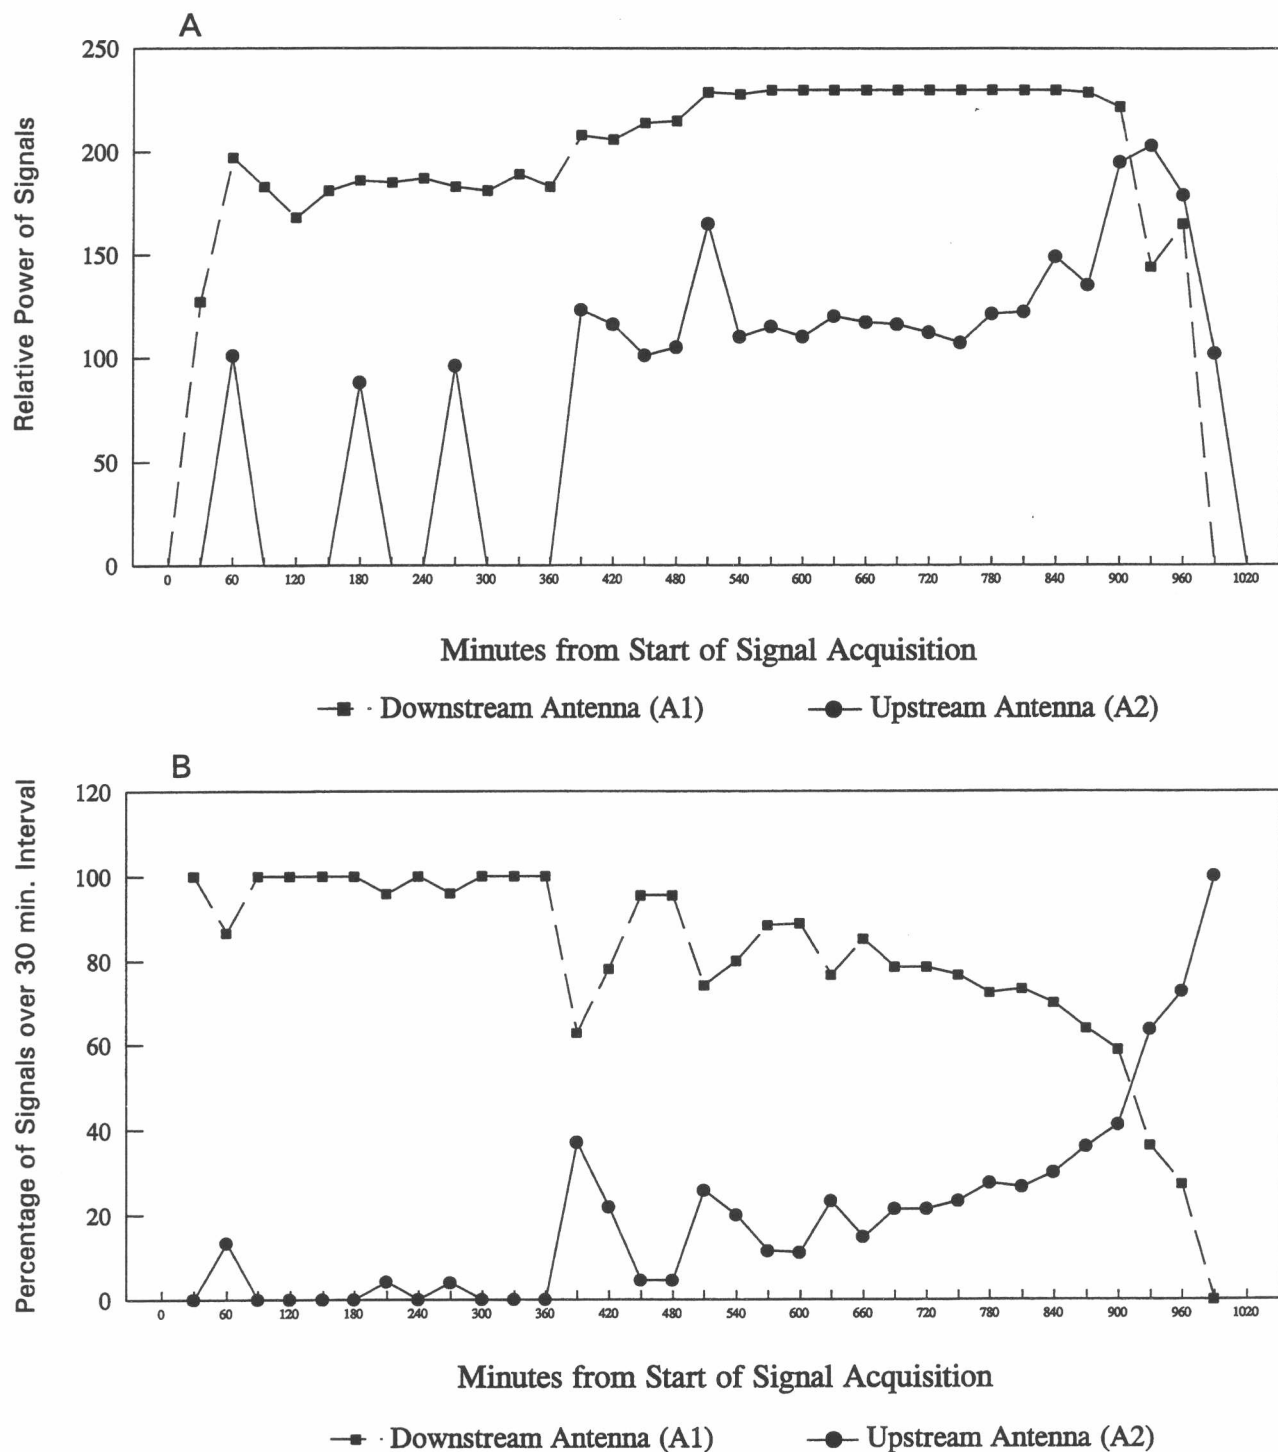 A
250
200
150
100
50
0
Relative Power of Signals
0 60 120 180 240 300 360 420 480 540 600 660 720 780 840 900 960 1020
Minutes from Start of Signal Acquisition
Downstream Antenna (A1) Upstream Antenna (A2)
B
120
100
80
60
40
20
0
Percentage of Signals over 30 min. Interval
0 60 120 180 240 300 360 420 480 540 600 660 720 780 840 900 960 1020
Minutes from Start of Signal Acquisition
Downstream Antenna (A1) Upstream Antenna (A2)